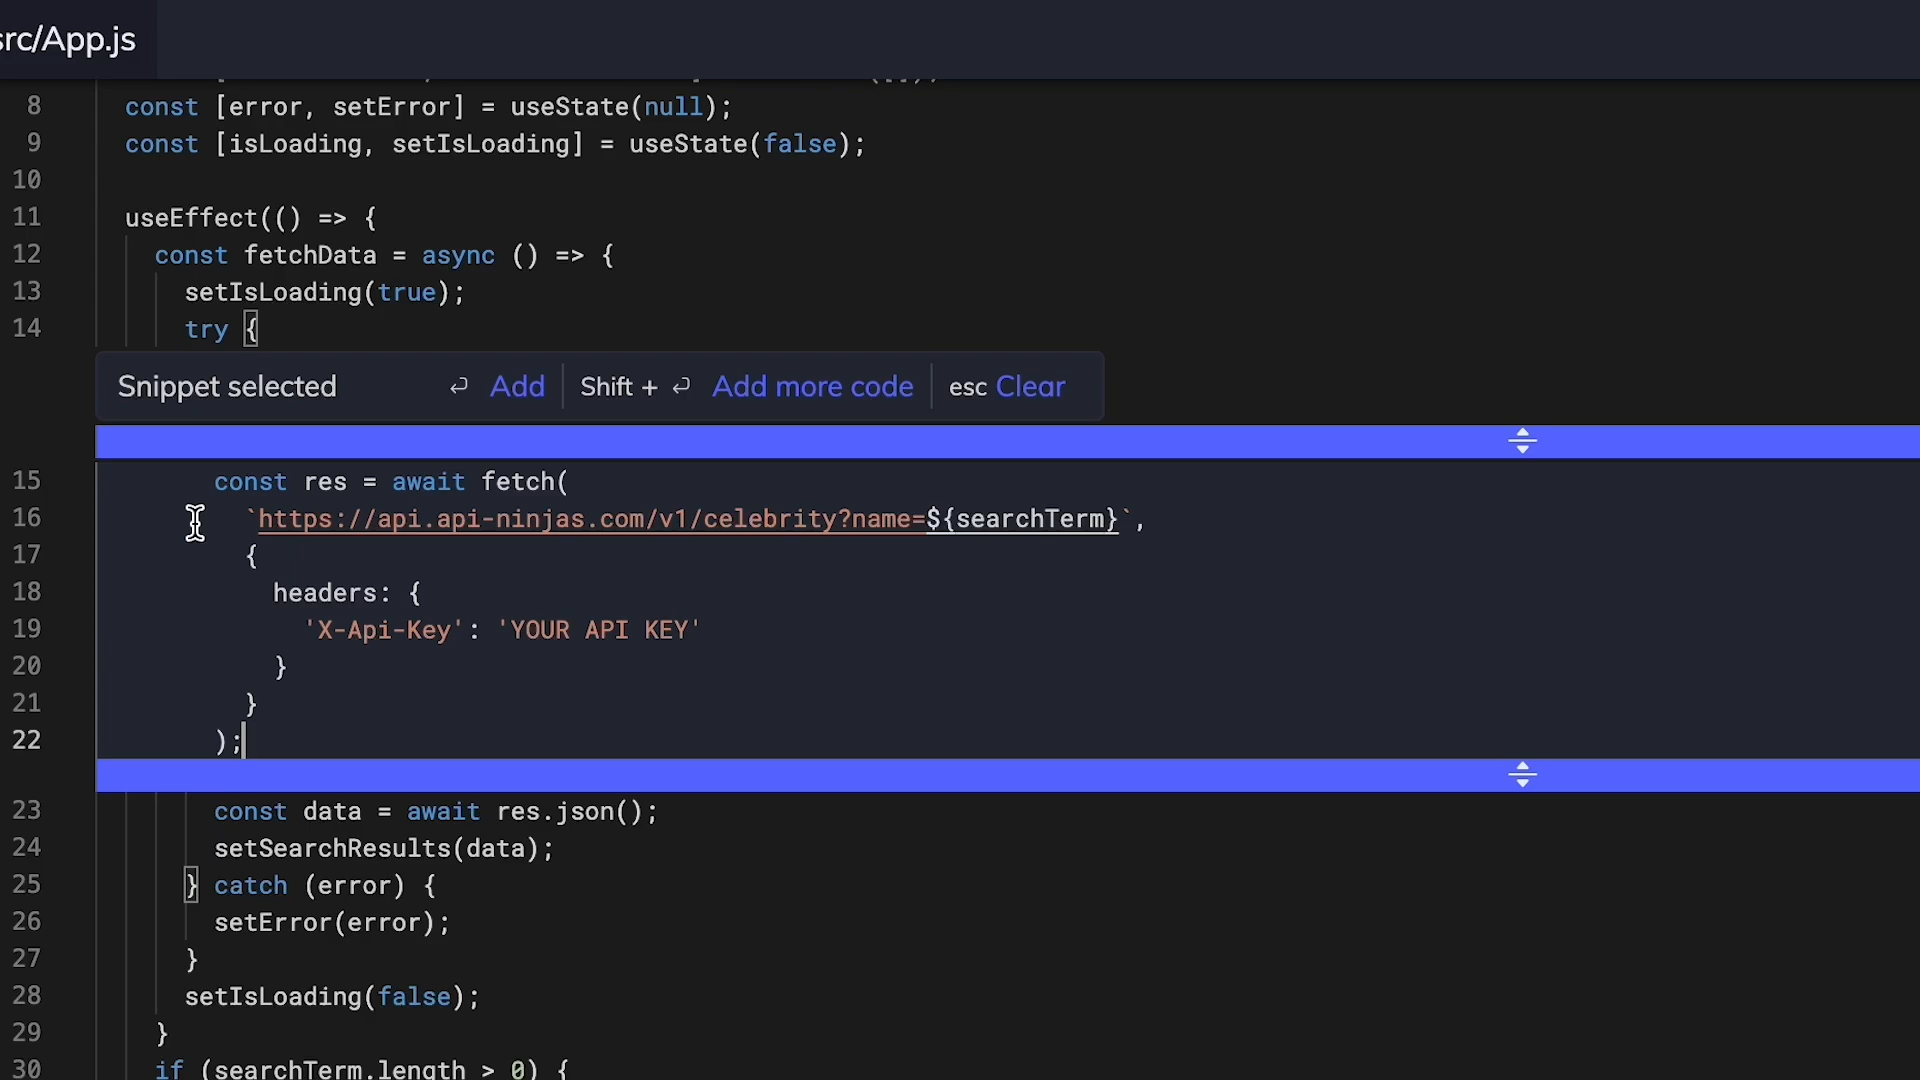 src/App.js
8 const [error, setError] = useState(null);
9 const [isLoading, setIsLoading] = useState(false);
10
11 useEffect(() => {
12 const fetchData = async () => {
13 setIsLoading(true);
14 try {
Snippet selected ⏎ Add Shift + ⏎ Add more code esc Clear
15 const res = await fetch(
16 `https://api.api-ninjas.com/v1/celebrity?name=${searchTerm}`,
17 {
18 headers: {
19 'X-Api-Key': 'YOUR API KEY'
20 }
21 }
22 );
23 const data = await res.json();
24 setSearchResults(data);
25 } catch (error) {
26 setError(error);
27 }
28 setIsLoading(false);
29 }
30 if (searchTerm.length > 0) {